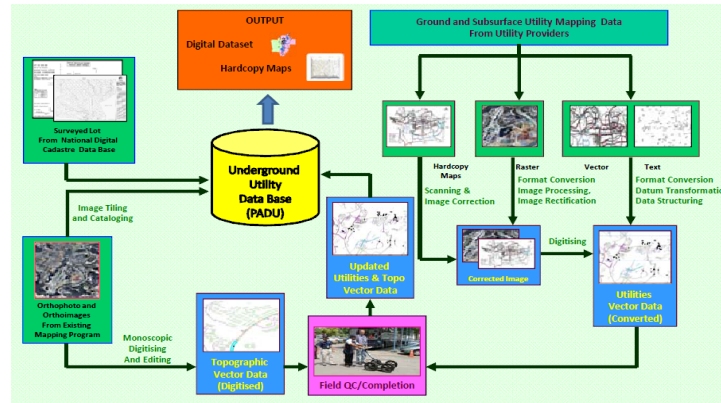 OUTPUT
Digital Dataset
Hardcopy Maps
Ground and Subsurface Utility Mapping Data
From Utility Providers
Surveyed Lot
From National Digital
Cadastre Data Base
Underground
Utility
Data Base
(PADU)
Hardcopy
Maps
Raster
Vector
Text
Scanning &
Image Correction
Format Conversion
Image Processing,
Image Rectification
Format Conversion
Datum Transformatic
Data Structuring
Image Tiling
and Cataloging
Updated
Utilities & Topo
Vector Data
Digitising
Corrected Image
Utilities
Vector Data
(Converted)
Orthophoto and
Orthoimages
From Existing
Mapping Program
Monoscopic
Digitising
And Editing
Topographic
Vector Data
(Digitised)
Field QC/Completion